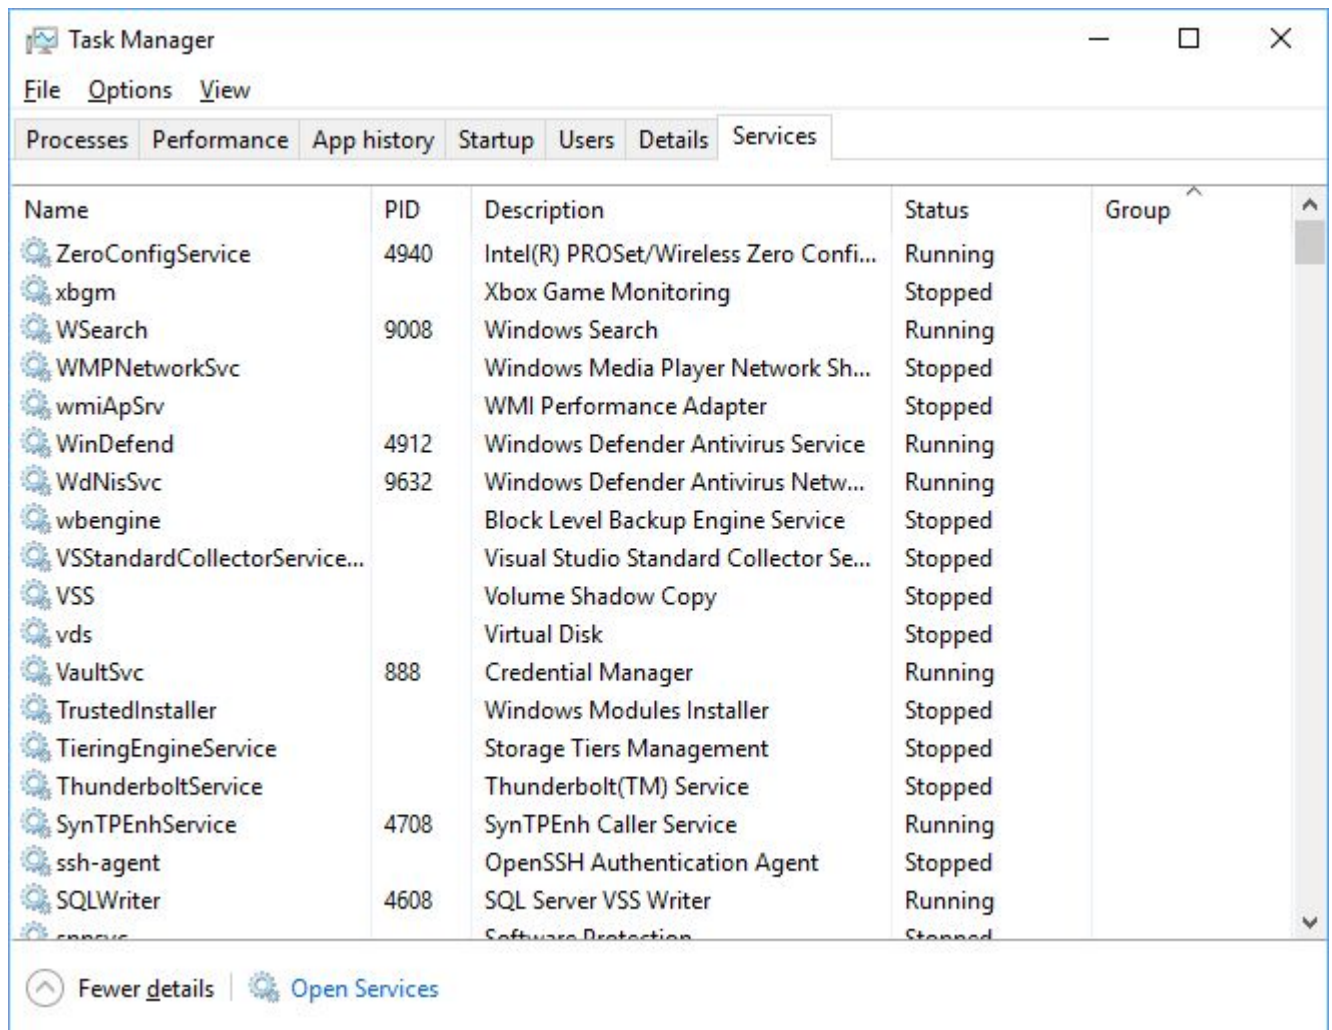 Task Manager
File Options View
Processes Performance App history Startup Users Details Services
Name PID Description Status Group
ZeroConfigService 4940 Intel(R) PROSet/Wireless Zero Confi... Running
xbgm Xbox Game Monitoring Stopped
WSearch 9008 Windows Search Running
WMPNetworkSvc Windows Media Player Network Sh... Stopped
wmiApSrv WMI Performance Adapter Stopped
WinDefend 4912 Windows Defender Antivirus Service Running
WdNisSvc 9632 Windows Defender Antivirus Netw... Running
wbengine Block Level Backup Engine Service Stopped
VSStandardCollectorService... Visual Studio Standard Collector Se... Stopped
VSS Volume Shadow Copy Stopped
vds Virtual Disk Stopped
VaultSvc 888 Credential Manager Running
TrustedInstaller Windows Modules Installer Stopped
TieringEngineService Storage Tiers Management Stopped
ThunderboltService Thunderbolt(TM) Service Stopped
SynTPEnhService 4708 SynTPEnh Caller Service Running
ssh-agent OpenSSH Authentication Agent Stopped
SQLWriter 4608 SQL Server VSS Writer Running
sppsvc Software Protection Stopped
Fewer details Open Services